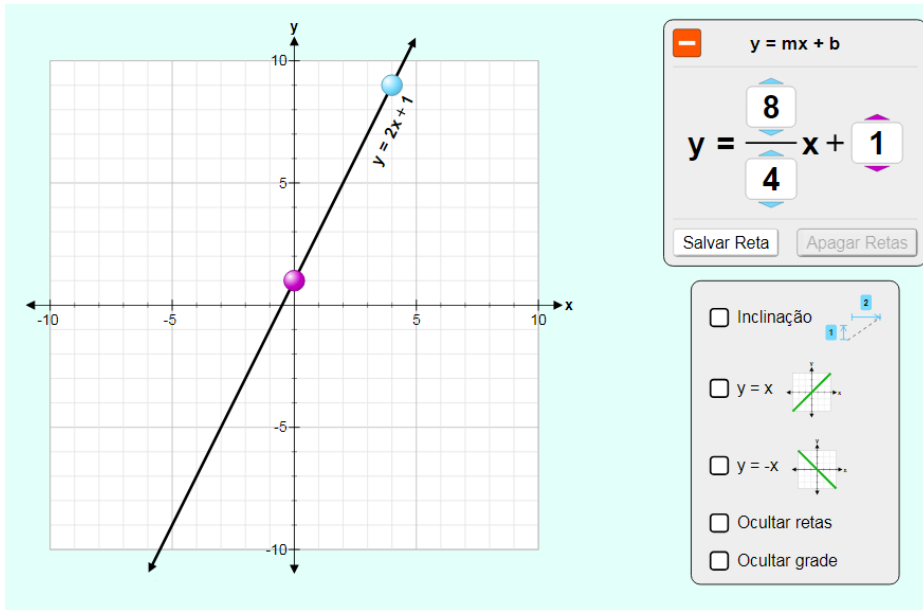 y
10
5
-5
-10
-10
-5
5
10
x
y = 2x + 1
y = mx + b
y = 8/4 x + 1
Salvar Reta
Apagar Retas
Inclinação
2
1
y = x
y = -x
Ocultar retas
Ocultar grade